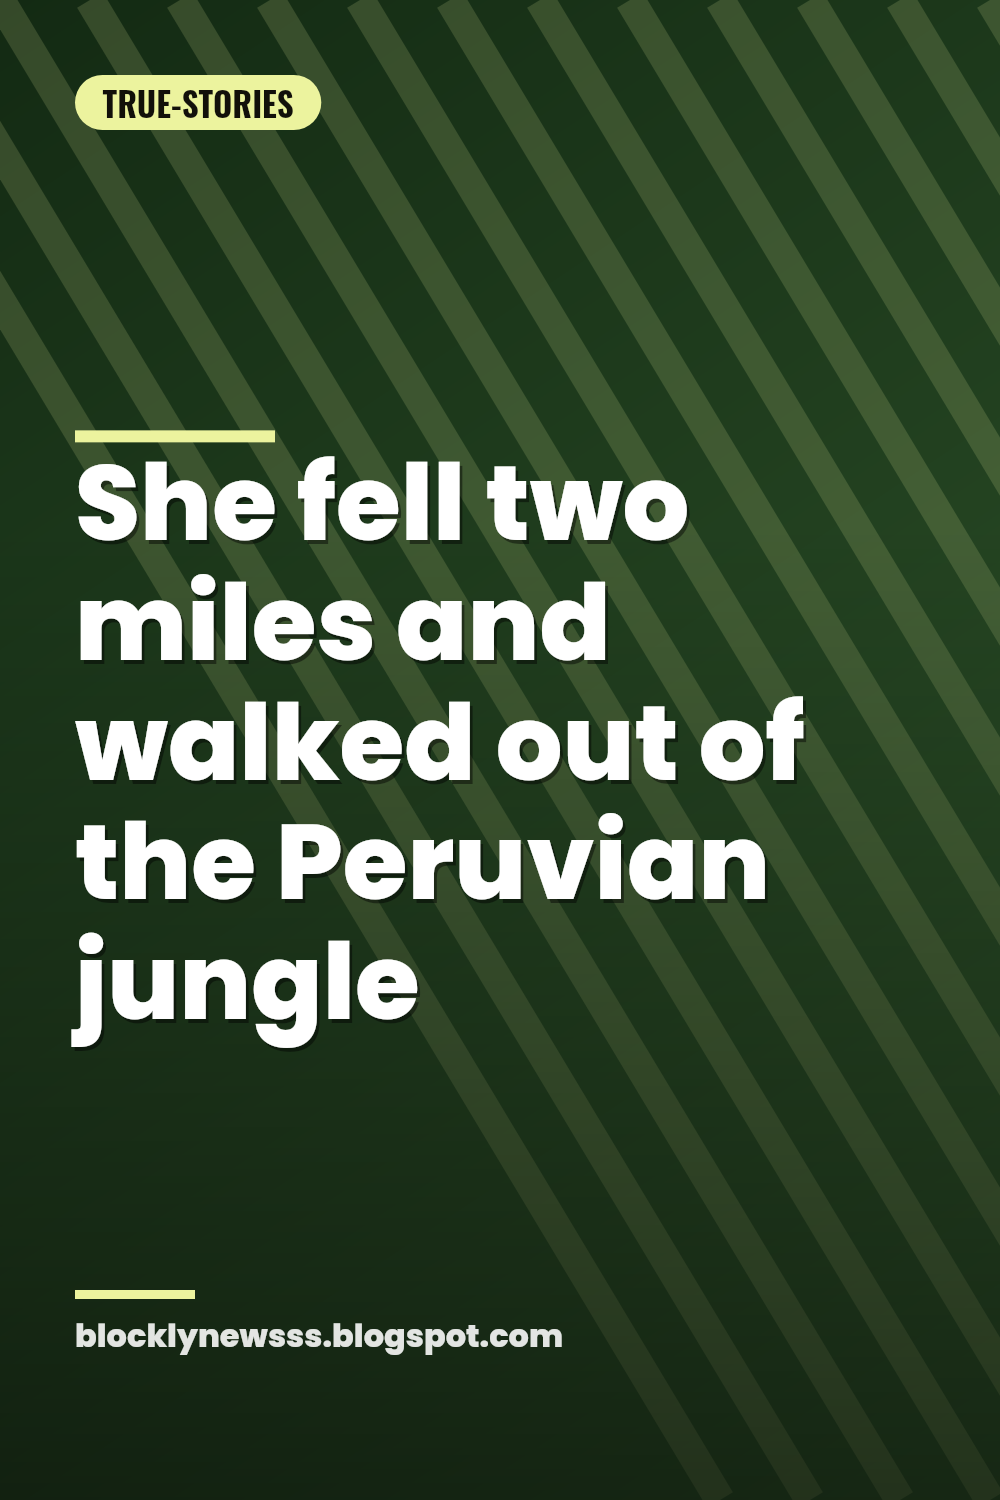 TRUE-STORIES
She fell two
miles and
walked out of
the Peruvian
jungle
blocklynewsss.blogspot.com